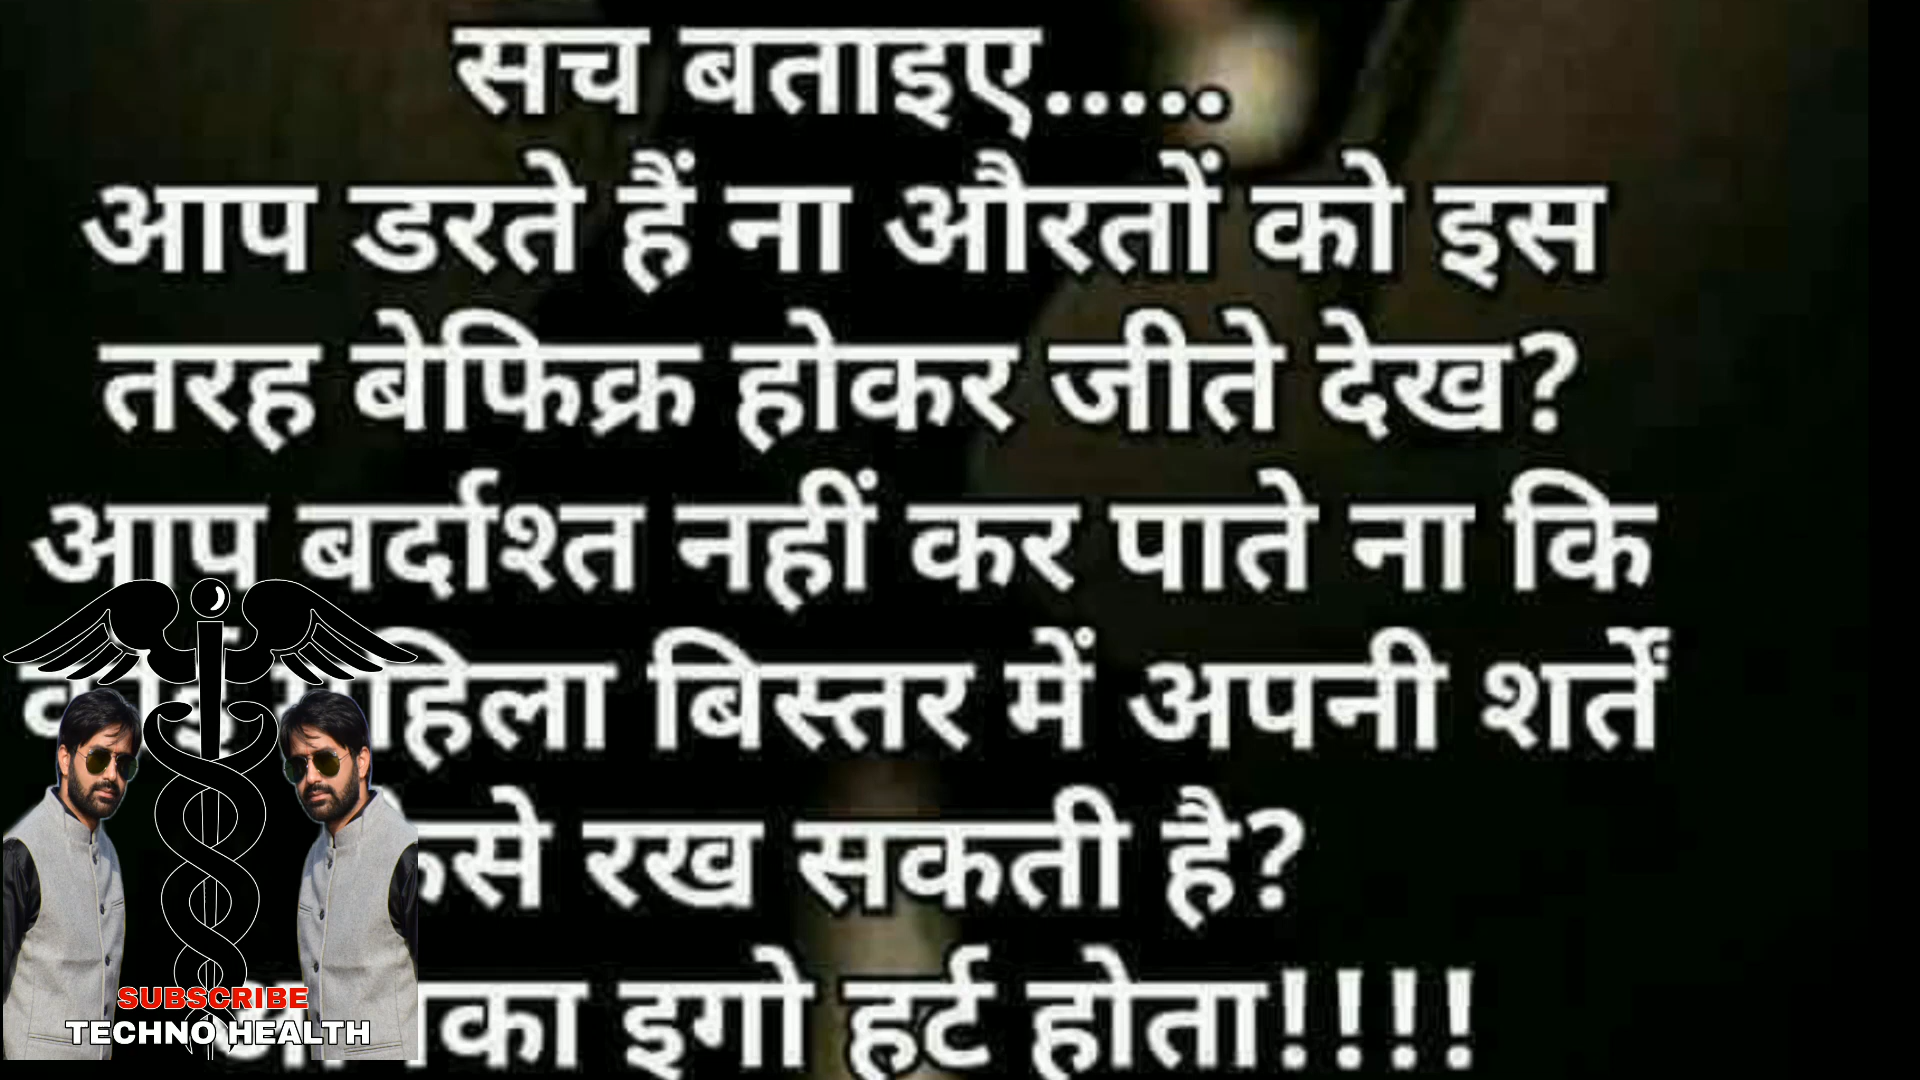 सच बताइए.....
आप डरते हैं ना औरतों को इस
तरह बेफिक्र होकर जीते देख?
आप बर्दाश्त नहीं कर पाते ना कि
बिस्तर में अपनी शर्तें
रख सकती है?
इगो हर्ट होता!!!!
SUBSCRIBE
TECHNO HEALTH